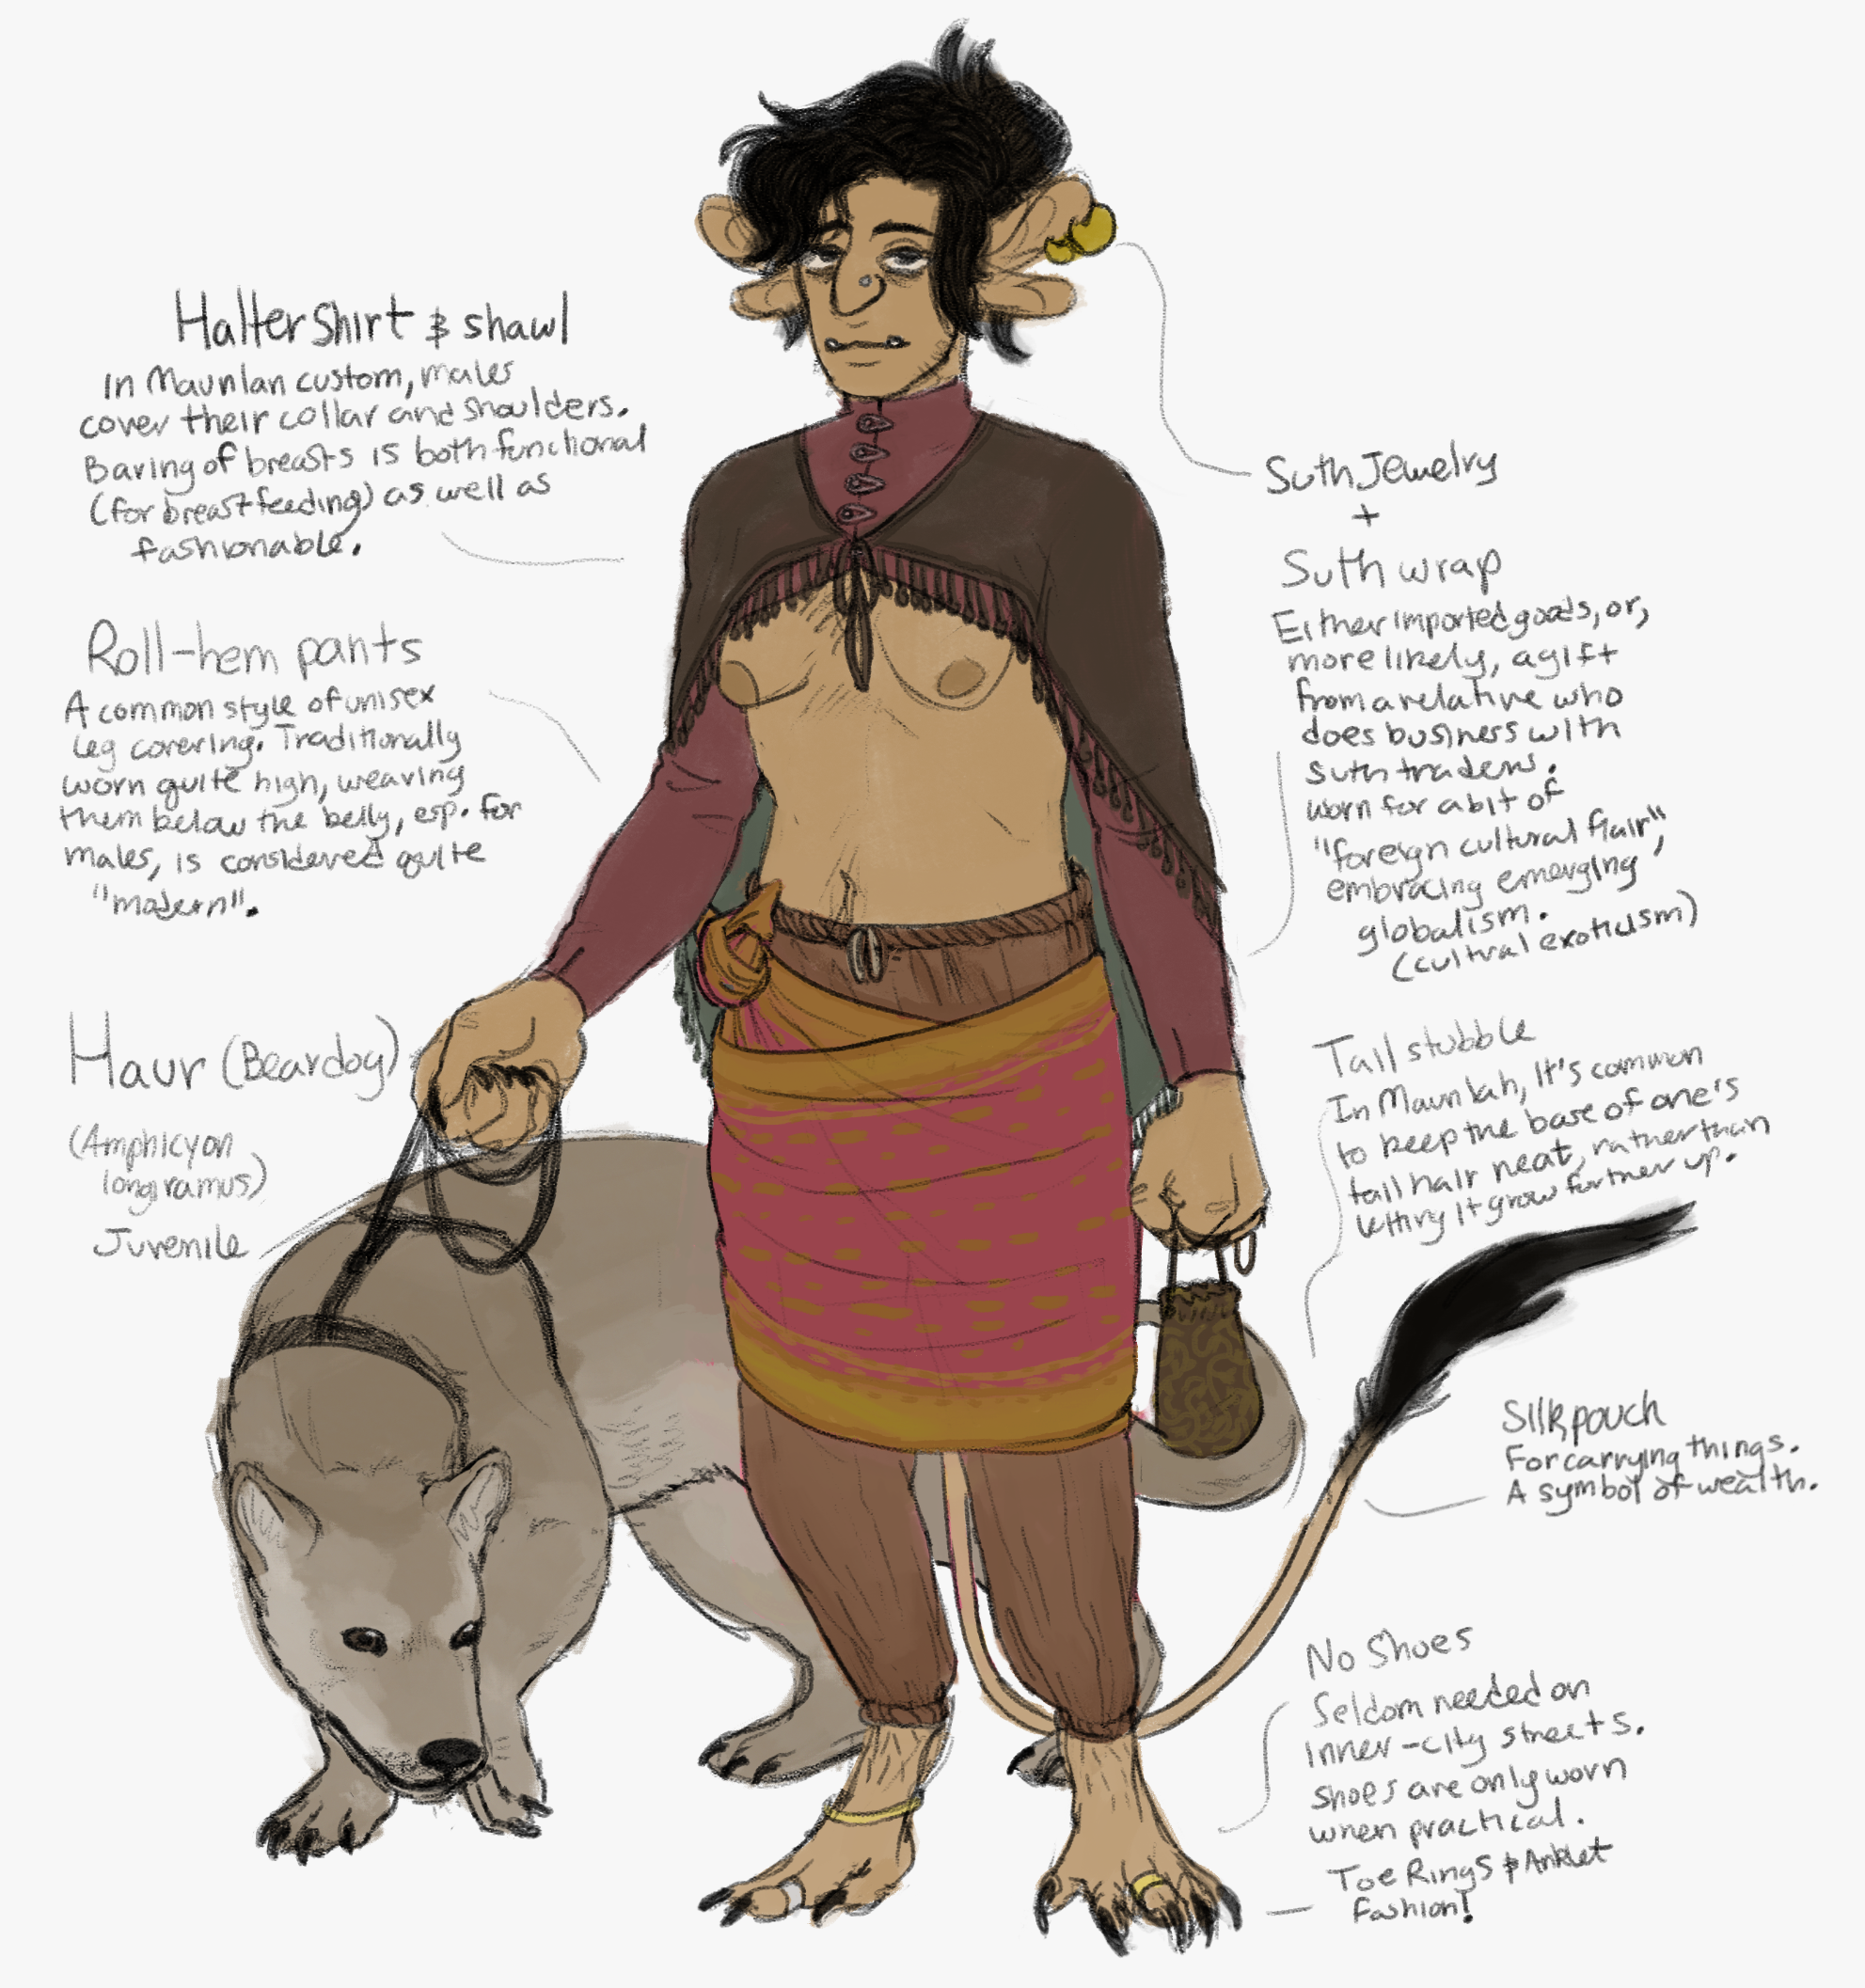 Halter Shirt & shawl
In Maunlan custom, males
cover their collar and shoulders.
Baring of breasts is both functional
(for breastfeeding) as well as
fashionable.
Roll-hem pants
A common style of unisex
leg covering. Traditionally
worn quite high, wearing
them below the belly, esp. for
males, is considered quite
"modern".
Haur (Beardog)
(Amphicyon
longiramus)
Juvenile
Suth Jewelry
+
Suth wrap
Either imported goods, or,
more likely, a gift
from a relative who
does business with
suth traders.
worn for a bit of
"foreign cultural flair",
embracing emerging
globalism.
(cultral exoticism)
Tail stubble
In Maunlah, it's common
to keep the base of one's
tail hair neat, rather than
letting it grow further up.
Silk pouch
For carrying things.
A symbol of wealth.
No Shoes
Seldom needed on
inner-city streets.
shoes are only worn
when practical.
Toe Rings & Anklet
fashion!